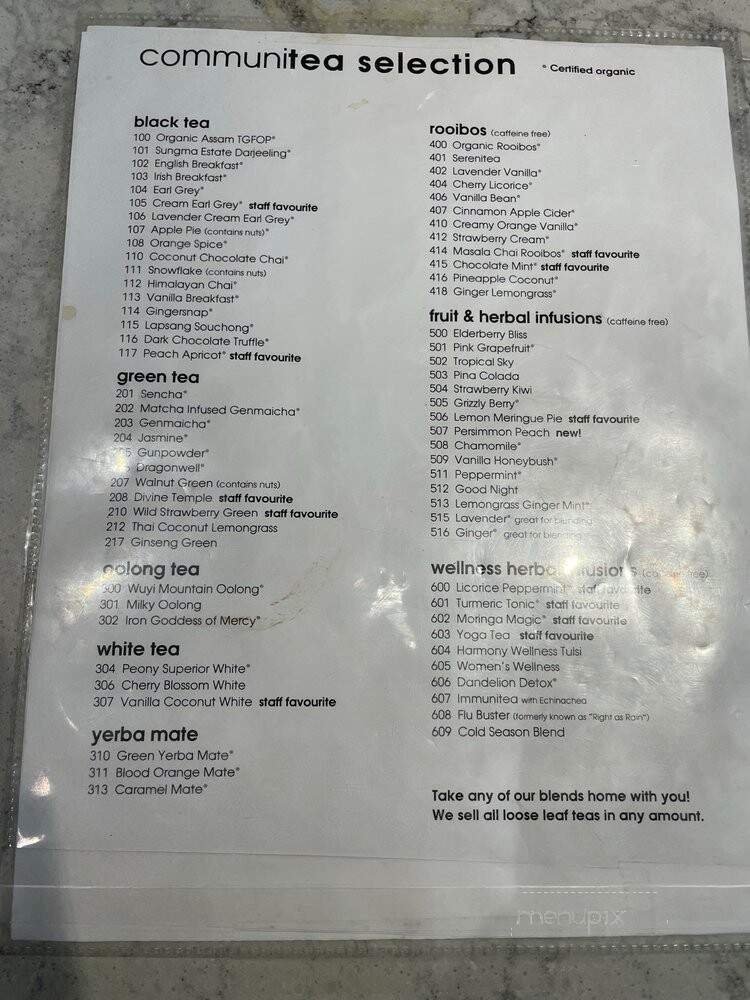 communitea selection * Certified organic
black tea
100 Organic Assam TGFOP*
101 Sungma Estate Darjeeling*
102 English Breakfast*
103 Irish Breakfast*
104 Earl Grey*
105 Cream Earl Grey* staff favourite
106 Lavender Cream Earl Grey*
107 Apple Pie (contains nuts)*
108 Orange Spice*
110 Coconut Chocolate Chai*
111 Snowflake (contains nuts)
112 Himalayan Chai*
113 Vanilla Breakfast*
114 Gingersnap*
115 Lapsang Souchong*
116 Dark Chocolate Truffle*
117 Peach Apricot* staff favourite
green tea
201 Sencha*
202 Matcha Infused Genmaicha*
203 Genmaicha*
204 Jasmine*
Gunpowder*
Dragonwell*
207 Walnut Green (contains nuts)
208 Divine Temple staff favourite
210 Wild Strawberry Green staff favourite
212 Thai Coconut Lemongrass
217 Ginseng Green
oolong tea
300 Wuyi Mountain Oolong*
301 Milky Oolong
302 Iron Goddess of Mercy*
white tea
304 Peony Superior White*
306 Cherry Blossom White
307 Vanilla Coconut White staff favourite
yerba mate
310 Green Yerba Mate*
311 Blood Orange Mate*
313 Caramel Mate*
rooibos (caffeine free)
400 Organic Rooibos*
401 Serenitea
402 Lavender Vanilla*
404 Cherry Licorice*
406 Vanilla Bean*
407 Cinnamon Apple Cider*
410 Creamy Orange Vanilla*
412 Strawberry Cream*
414 Masala Chai Rooibos* staff favourite
415 Chocolate Mint* staff favourite
416 Pineapple Coconut*
418 Ginger Lemongrass*
fruit & herbal infusions (caffeine free)
500 Elderberry Bliss
501 Pink Grapefruit*
502 Tropical Sky
503 Pina Colada
504 Strawberry Kiwi
505 Grizzly Berry*
506 Lemon Meringue Pie staff favourite
507 Persimmon Peach new!
508 Chamomile*
509 Vanilla Honeybush*
511 Peppermint*
512 Good Night
513 Lemongrass Ginger Mint*
515 Lavender* great for blending
516 Ginger* great for blending
wellness herbal infusions (caffeine free)
600 Licorice Peppermint* staff favourite
601 Turmeric Tonic* staff favourite
602 Moringa Magic* staff favourite
603 Yoga Tea staff favourite
604 Harmony Wellness Tulsi
605 Women's Wellness
606 Dandelion Detox*
607 Immunitea with Echinachea
608 Flu Buster (formerly known as "Right as Rain")
609 Cold Season Blend
Take any of our blends home with you!
We sell all loose leaf teas in any amount.
menupix